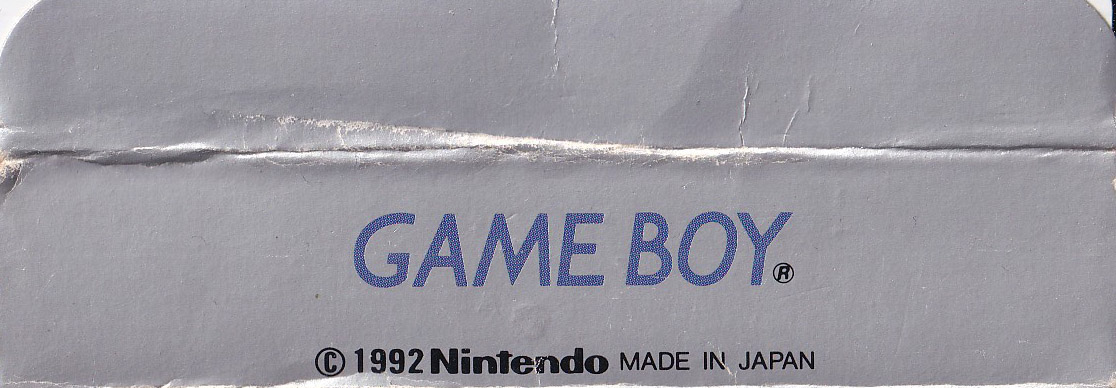 GAME BOY®
© 1992 Nintendo MADE IN JAPAN